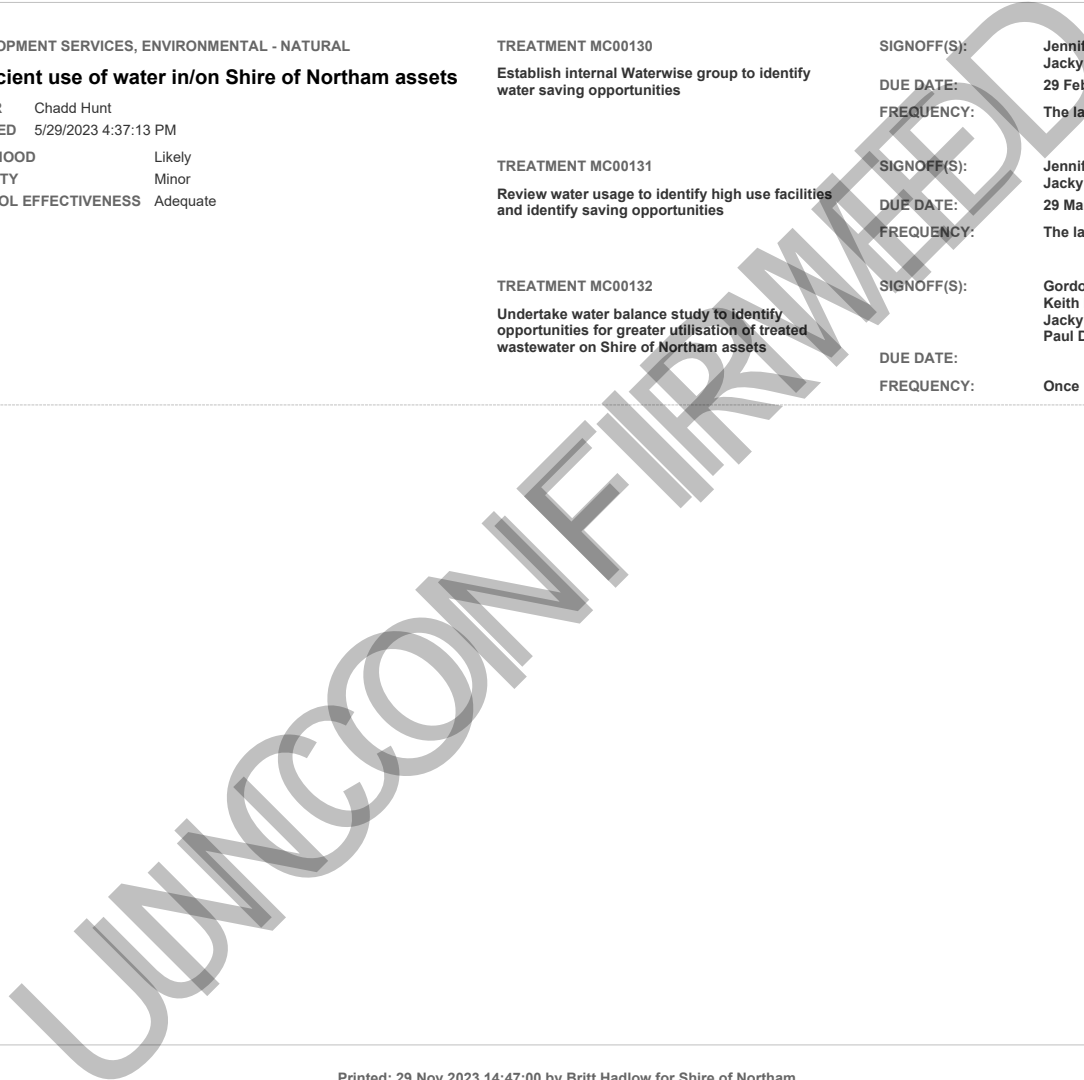 OPMENT SERVICES, ENVIRONMENTAL - NATURAL
cient use of water in/on Shire of Northam assets
R Chadd Hunt
ED 5/29/2023 4:37:13 PM
HOOD Likely
TY Minor
OL EFFECTIVENESS Adequate
TREATMENT MC00130
Establish internal Waterwise group to identify
water saving opportunities
SIGNOFF(S): Jennif
Jacky
DUE DATE: 29 Feb
FREQUENCY: The la
TREATMENT MC00131
Review water usage to identify high use facilities
and identify saving opportunities
SIGNOFF(S): Jennif
Jacky
DUE DATE: 29 Ma
FREQUENCY: The la
TREATMENT MC00132
Undertake water balance study to identify
opportunities for greater utilisation of treated
wastewater on Shire of Northam assets
SIGNOFF(S): Gordo
Keith
Jacky
Paul D
DUE DATE:
FREQUENCY: Once
Printed: 29 Nov 2023 14:47:00 by Britt Hadlow for Shire of Northam